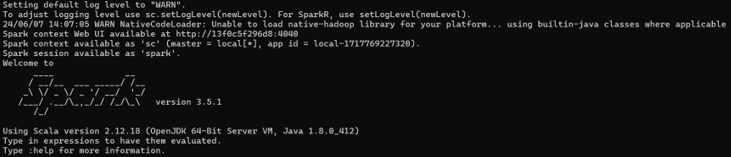 Setting default log level to "WARN".
To adjust logging level use sc.setLogLevel(newLevel). For SparkR, use setLogLevel(newLevel).
24/06/07 14:07:05 WARN NativeCodeLoader: Unable to load native-hadoop library for your platform... using builtin-java classes where applicable
Spark context Web UI available at http://13f0c5f296d8:4040
Spark context available as 'sc' (master = local[*], app id = local-1717769227320).
Spark session available as 'spark'.
Welcome to
      ____              __
     / __/__  ___ _____/ /__
    _\ \/ _ \/ _ `/ __/  '_/
   /___/ .__/\_,_/_/ /_/\_\   version 3.5.1
      /_/
Using Scala version 2.12.18 (OpenJDK 64-Bit Server VM, Java 1.8.0_412)
Type in expressions to have them evaluated.
Type :help for more information.